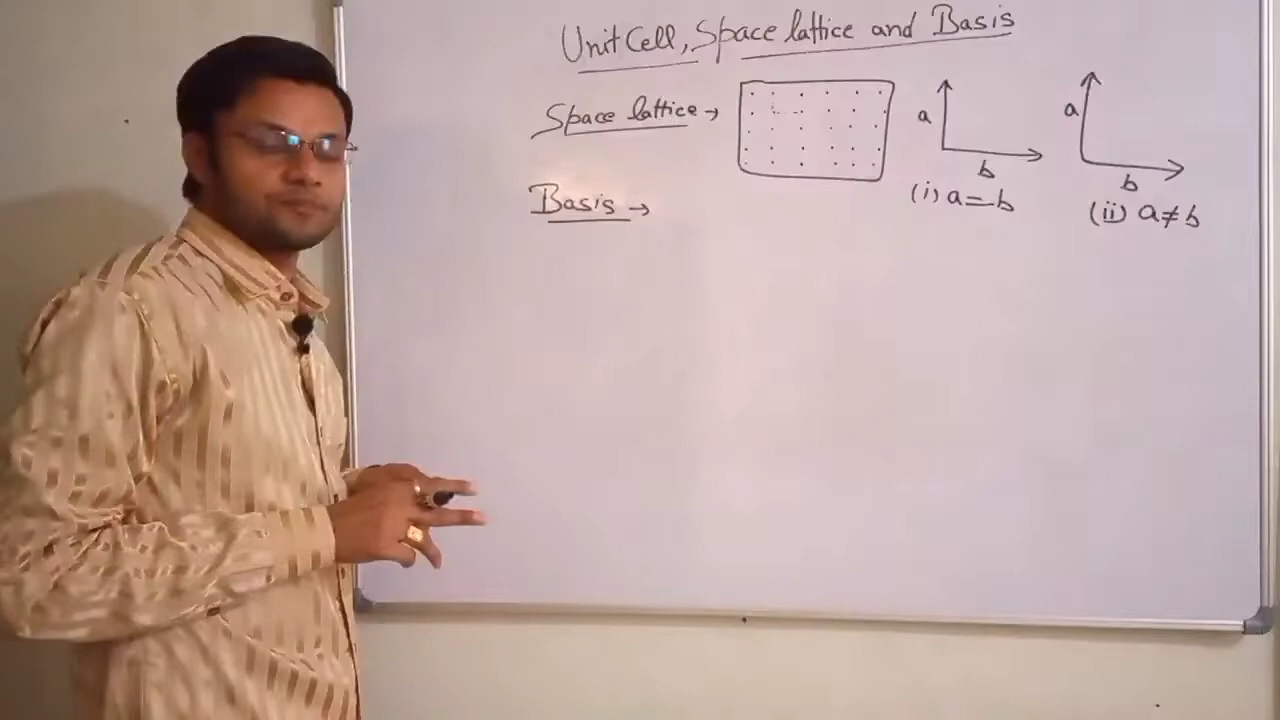 Unit Cell, Space lattice and Basis
Space lattice →
a
b
(i) a=b
a
b
(ii) a≠b
Basis →